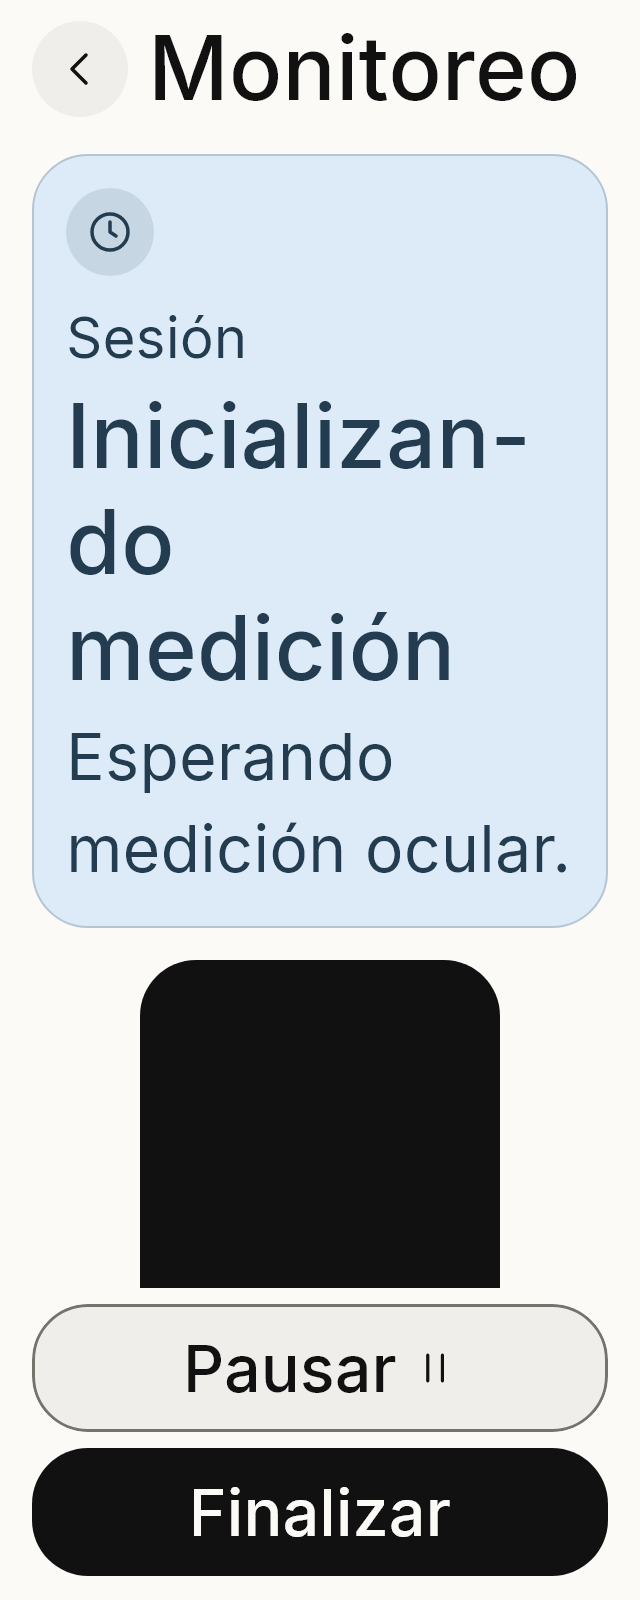 Monitoreo
Sesión
Inicializan-
do
medición
Esperando
medición ocular.
Pausar
Finalizar